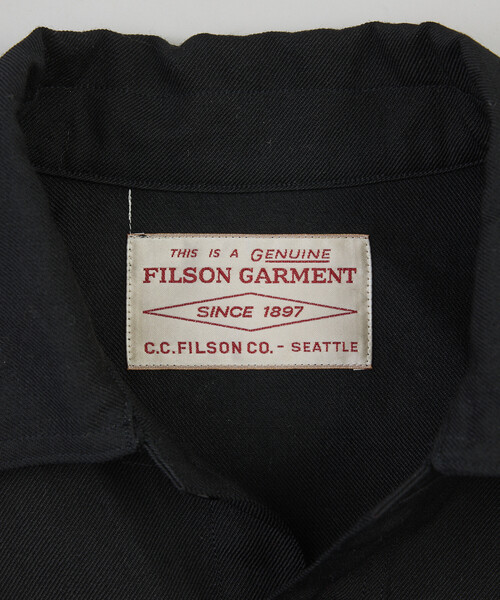 THIS IS A GENUINE
FILSON GARMENT
SINCE 1897
C.C.FILSON CO. - SEATTLE